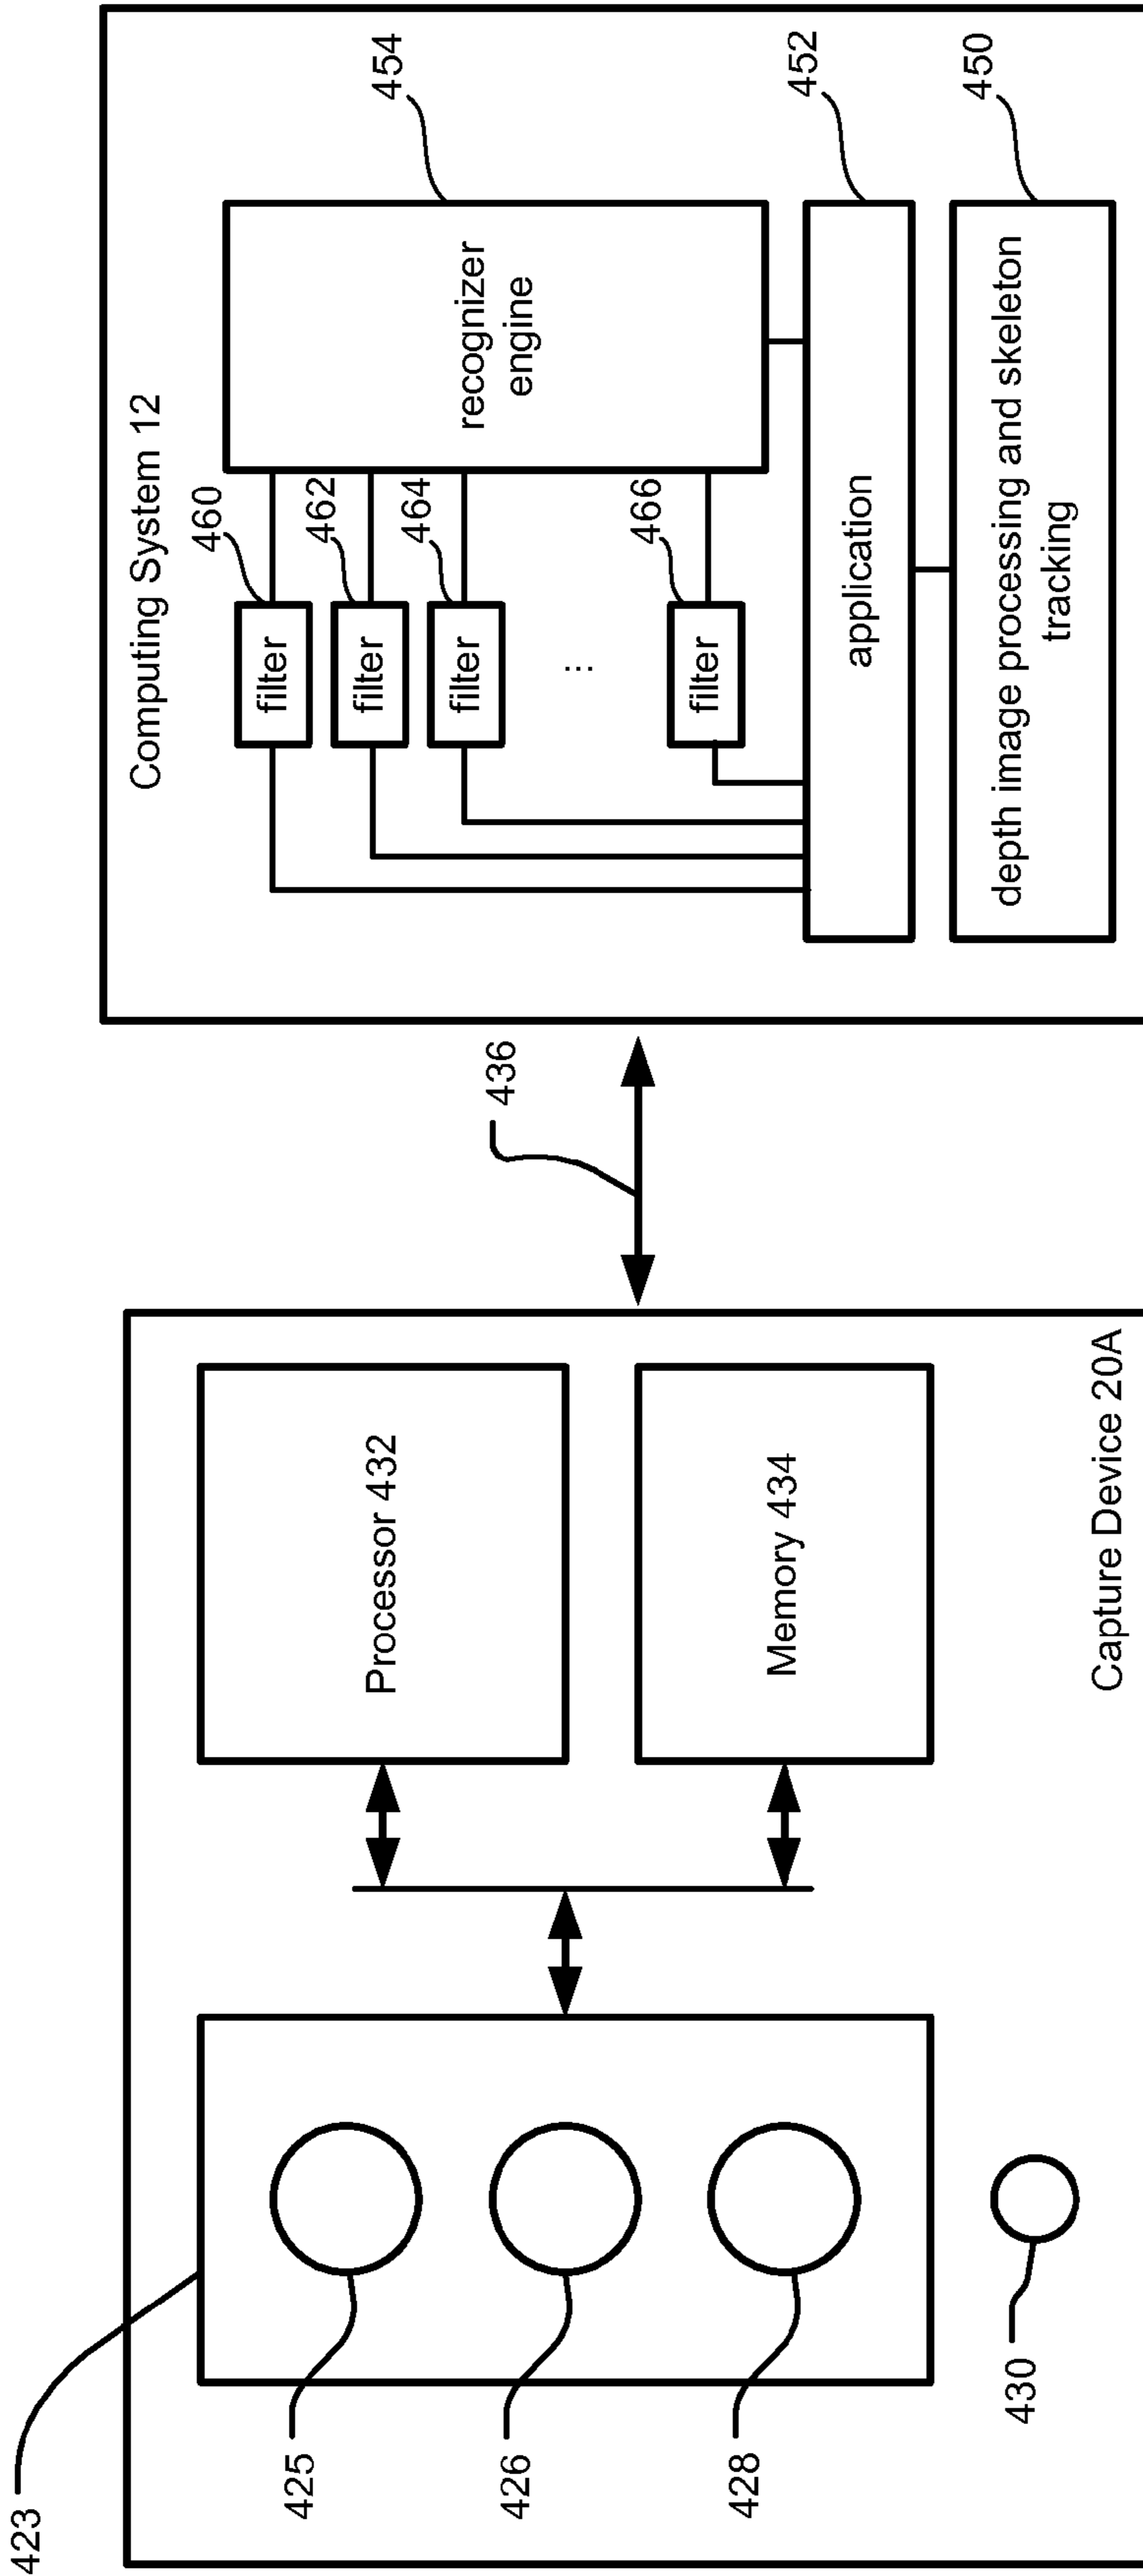 423
425
426
428
430
Processor 432
Memory 434
Capture Device 20A
436
Computing System 12
460
filter
462
filter
464
filter
...
466
filter
recognizer
engine
454
application
452
depth image processing and skeleton
tracking
450